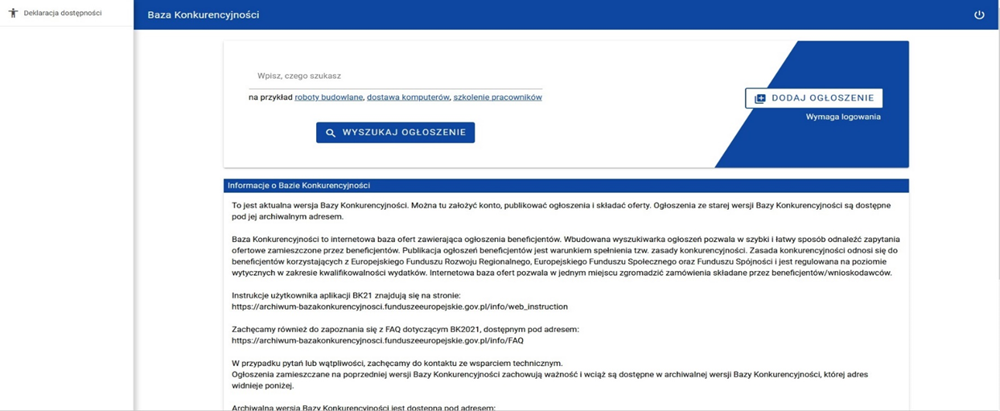 Deklaracja dostępności
Baza Konkurencyjności
Wpisz, czego szukasz
na przykład roboty budowlane, dostawa komputerów, szkolenie pracowników
WYSZUKAJ OGŁOSZENIE
DODAJ OGŁOSZENIE
Wymaga logowania
Informacje o Bazie Konkurencyjności
To jest aktualna wersja Bazy Konkurencyjności. Można tu założyć konto, publikować ogłoszenia i składać oferty. Ogłoszenia ze starej wersji Bazy Konkurencyjności są dostępne
pod jej archiwalnym adresem.
Baza Konkurencyjności to internetowa baza ofert zawierająca ogłoszenia beneficjentów. Wbudowana wyszukiwarka ogłoszeń pozwala w szybki i łatwy sposób odnaleźć zapytania
ofertowe zamieszczone przez beneficjentów. Publikacja ogłoszeń beneficjentów jest warunkiem spełnienia tzw. zasady konkurencyjności. Zasada konkurencyjności odnosi się do
beneficjentów korzystających z Europejskiego Funduszu Rozwoju Regionalnego, Europejskiego Funduszu Społecznego oraz Funduszu Spójności i jest regulowana na poziomie
wytycznych w zakresie kwalifikowalności wydatków. Internetowa baza ofert pozwala w jednym miejscu zgromadzić zamówienia składane przez beneficjentów/wnioskodawców.
Instrukcje użytkownika aplikacji BK21 znajdują się na stronie:
https://archiwum-bazakonkurencyjnosci.funduszeeuropejskie.gov.pl/info/web_instruction
Zachęcamy również do zapoznania się z FAQ dotyczącym BK2021, dostępnym pod adresem:
https://archiwum-bazakonkurencyjnosci.funduszeeuropejskie.gov.pl/info/FAQ
W przypadku pytań lub wątpliwości, zachęcamy do kontaktu ze wsparciem technicznym.
Ogłoszenia zamieszczane na poprzedniej wersji Bazy Konkurencyjności zachowują ważność i wciąż są dostępne w archiwalnej wersji Bazy Konkurencyjności, której adres
widnieje poniżej.
Archiwalna wersja Bazy Konkurencyjności jest dostępna pod adresem: